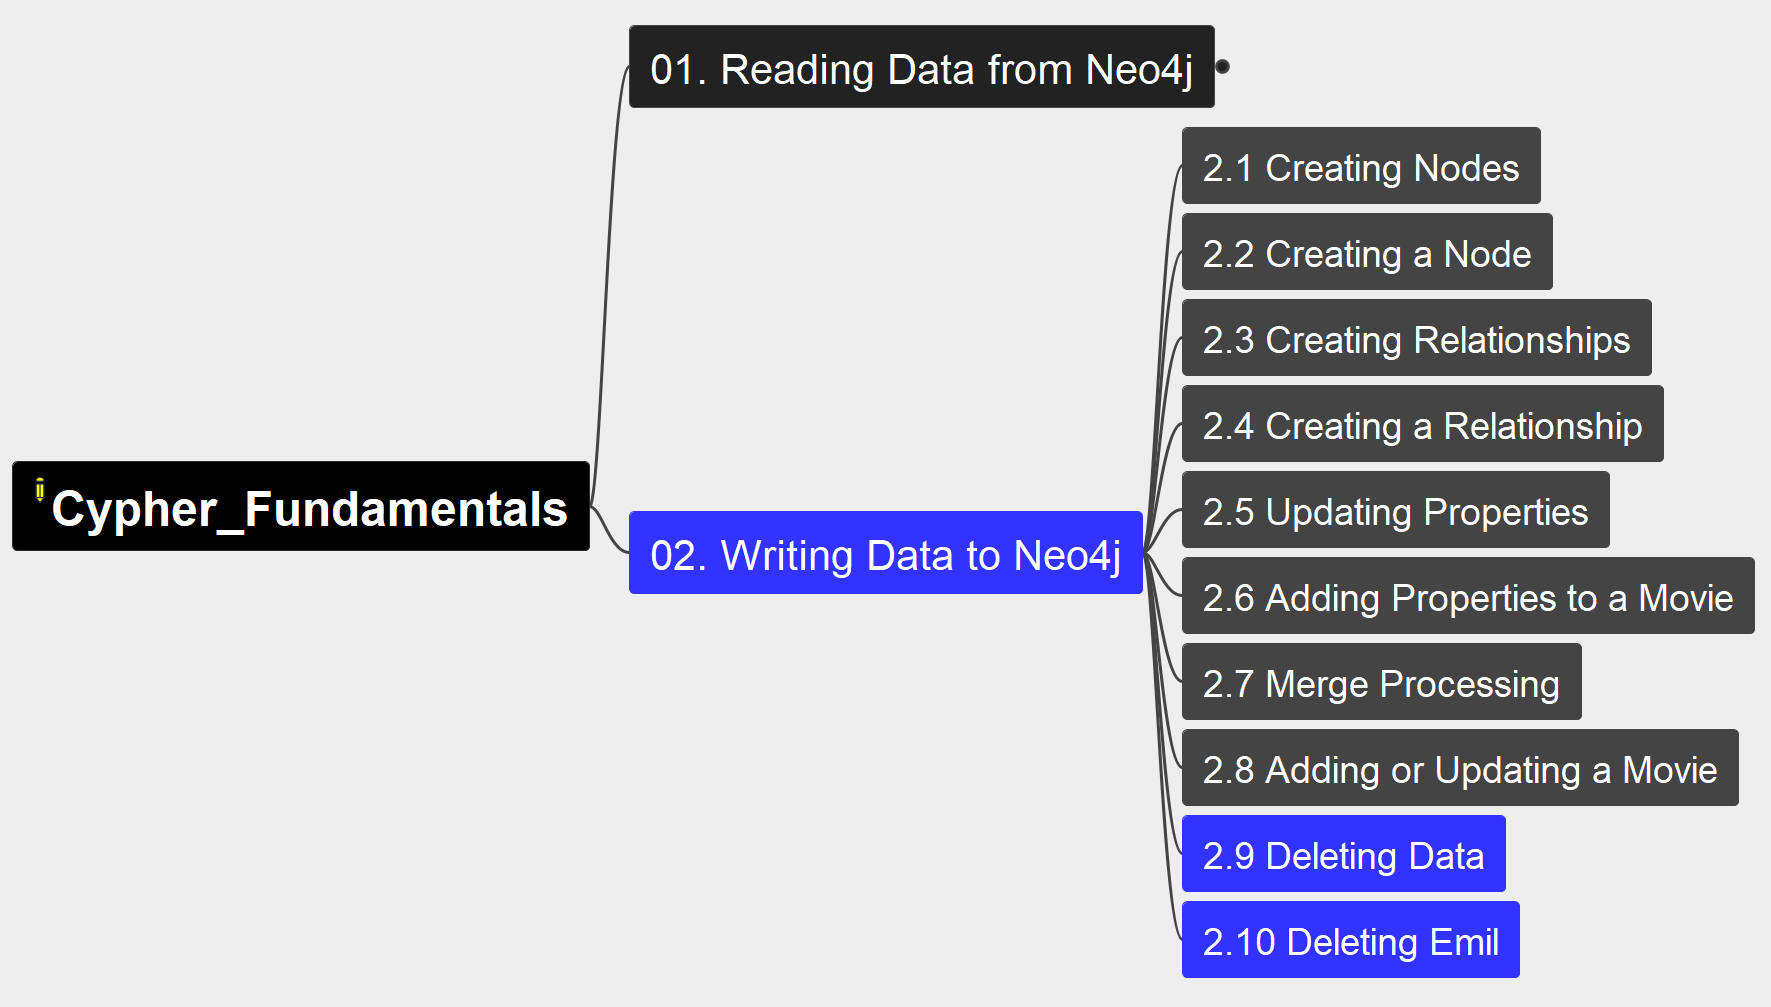 01. Reading Data from Neo4j
2.1 Creating Nodes
2.2 Creating a Node
2.3 Creating Relationships
2.4 Creating a Relationship
Cypher_Fundamentals
02. Writing Data to Neo4j
2.5 Updating Properties
2.6 Adding Properties to a Movie
2.7 Merge Processing
2.8 Adding or Updating a Movie
2.9 Deleting Data
2.10 Deleting Emil